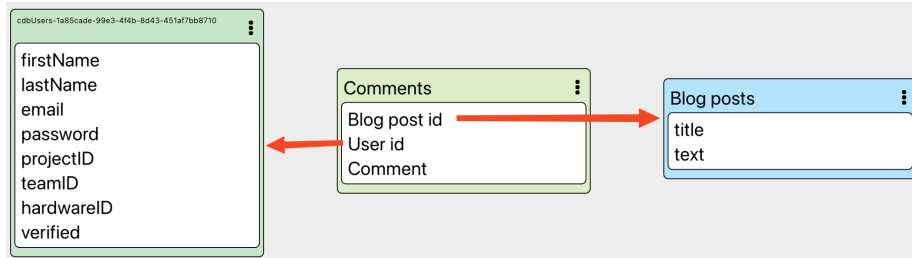 cdbUsers-1a85cade-99e3-4f4b-8d43-451af7bb8710
firstName
lastName
email
password
projectID
teamID
hardwareID
verified
Comments
Blog post id
User id
Comment
Blog posts
title
text